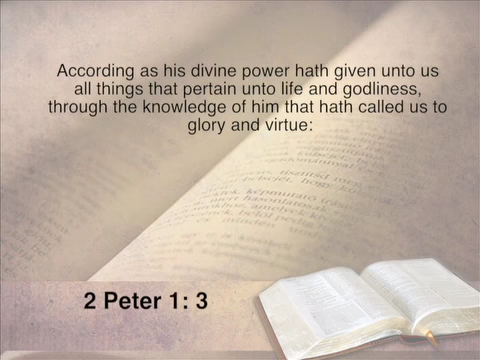 According as his divine power hath given unto us
all things that pertain unto life and godliness,
through the knowledge of him that hath called us to
glory and virtue:
képmutató
2 Peter 1: 3